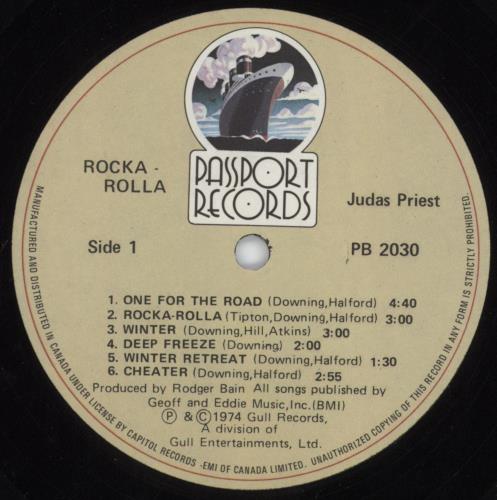 PASSPORT
RECORDS
ROCKA -
ROLLA
Judas Priest
Side 1
PB 2030
1. ONE FOR THE ROAD (Downing,Halford) 4:40
2. ROCKA-ROLLA (Tipton,Downing,Halford) 3:00
3. WINTER (Downing,Hill,Atkins) 3:00
4. DEEP FREEZE (Downing) 2:00
5. WINTER RETREAT (Downing,Halford) 1:30
6. CHEATER (Downing,Halford) 2:55
Produced by Rodger Bain All songs published by
Geoff and Eddie Music,Inc.(BMI)
Ⓟ & © 1974 Gull Records,
A division of
Gull Entertainments, Ltd.
MANUFACTURED AND DISTRIBUTED IN CANADA UNDER LICENSE BY CAPITOL RECORDS -EMI OF CANADA LIMITED. UNAUTHORIZED COPYING OF THIS RECORD IN ANY FORM IS STRICTLY PROHIBITED.